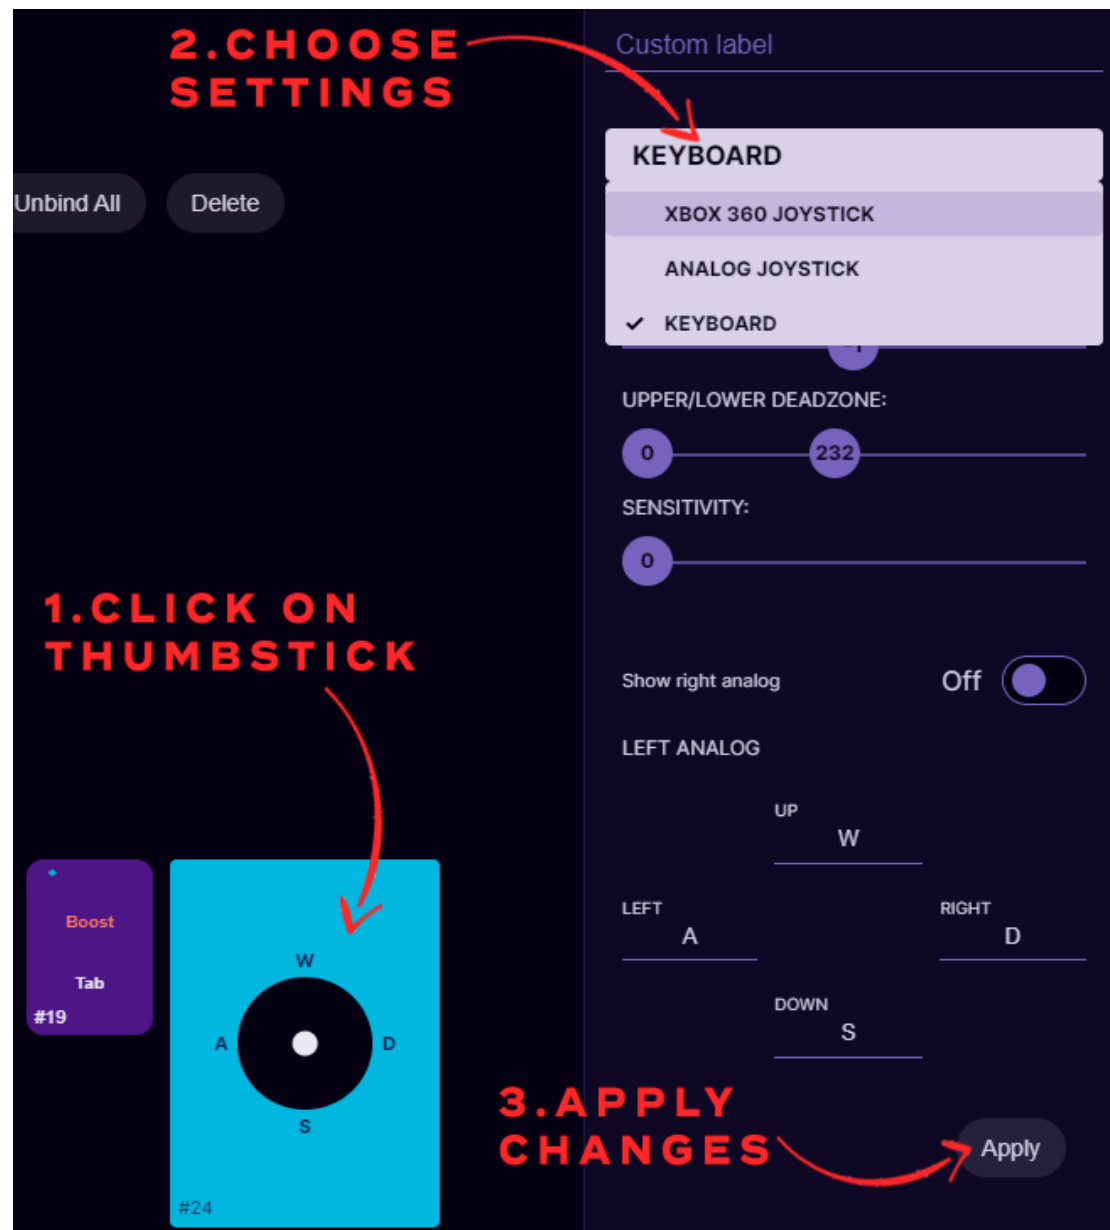 2.CHOOSE
SETTINGS
Custom label
KEYBOARD
Unbind All
Delete
XBOX 360 JOYSTICK
ANALOG JOYSTICK
KEYBOARD
UPPER/LOWER DEADZONE:
0
232
SENSITIVITY:
0
1.CLICK ON
THUMBSTICK
Show right analog
Off
LEFT ANALOG
UP
W
LEFT
A
RIGHT
D
DOWN
S
Boost
Tab
#19
W
A
D
S
#24
3.APPLY
CHANGES
Apply